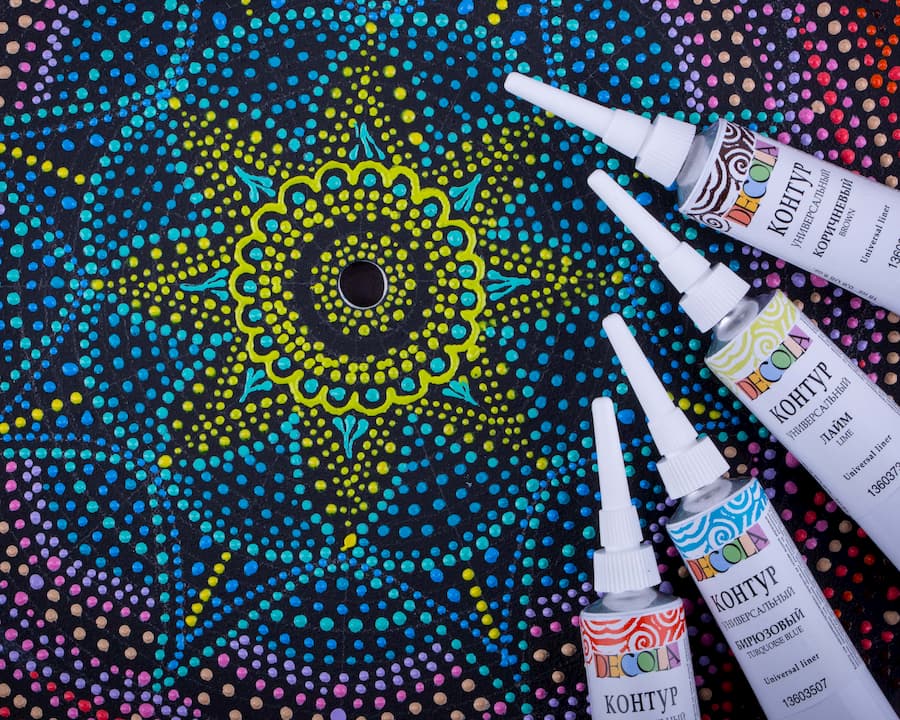 DECOLA
КОНТУР
УНИВЕРСАЛЬНЫЙ
КОРИЧНЕВЫЙ
BROWN
Universal liner
DECOLA
КОНТУР
УНИВЕРСАЛЬНЫЙ
ЛАЙМ
LIME
Universal liner
1360373
DECOLA
КОНТУР
УНИВЕРСАЛЬНЫЙ
БИРЮЗОВЫЙ
TURQUOISE BLUE
Universal liner
13603507
DECOLA
КОНТУР